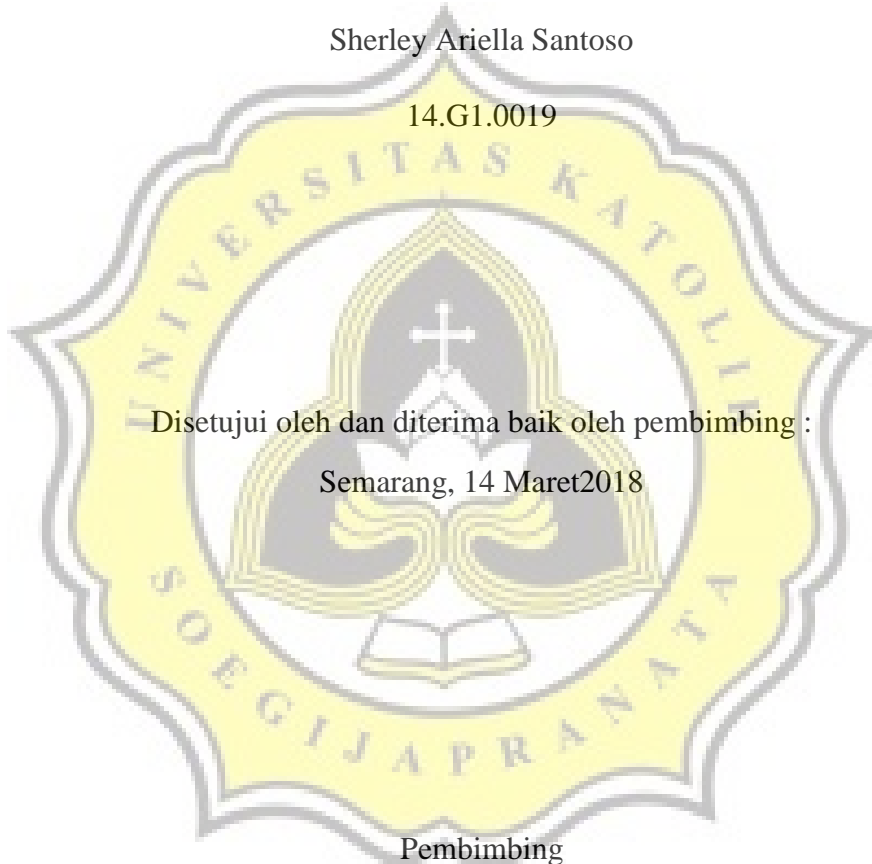 Sherley Ariella Santoso
14.G1.0019
UNIVERSITAS KATOLIK
Disetujui oleh dan diterima baik oleh pembimbing :
Semarang, 14 Maret2018
SOEGIJAPRANATA
Pembimbing